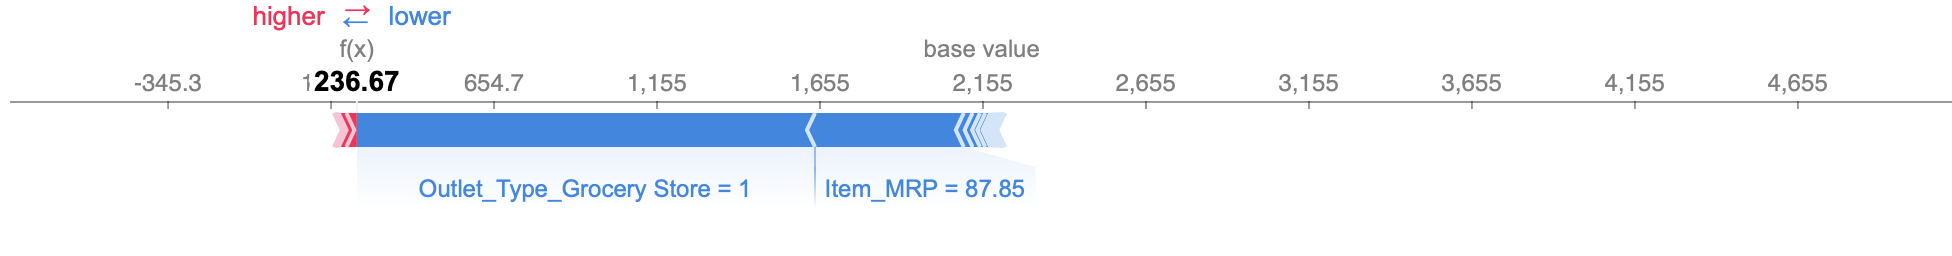 higher ⇄ lower
f(x) base value
-345.3 236.67 654.7 1,155 1,655 2,155 2,655 3,155 3,655 4,155 4,655
Outlet_Type_Grocery Store = 1 Item_MRP = 87.85